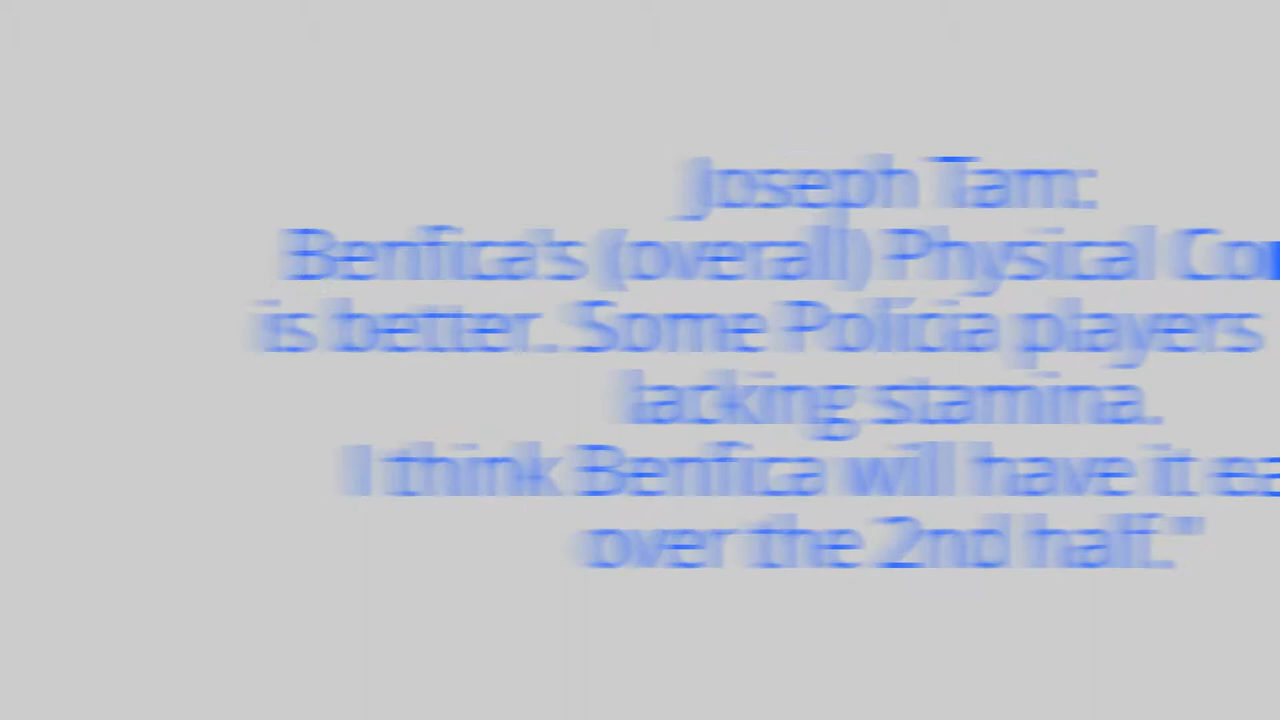 Joseph Tam:
Benfica's (overall) Physical
is better. Some Policia players
lacking stamina.
I think Benfica will have it
over the 2nd half."